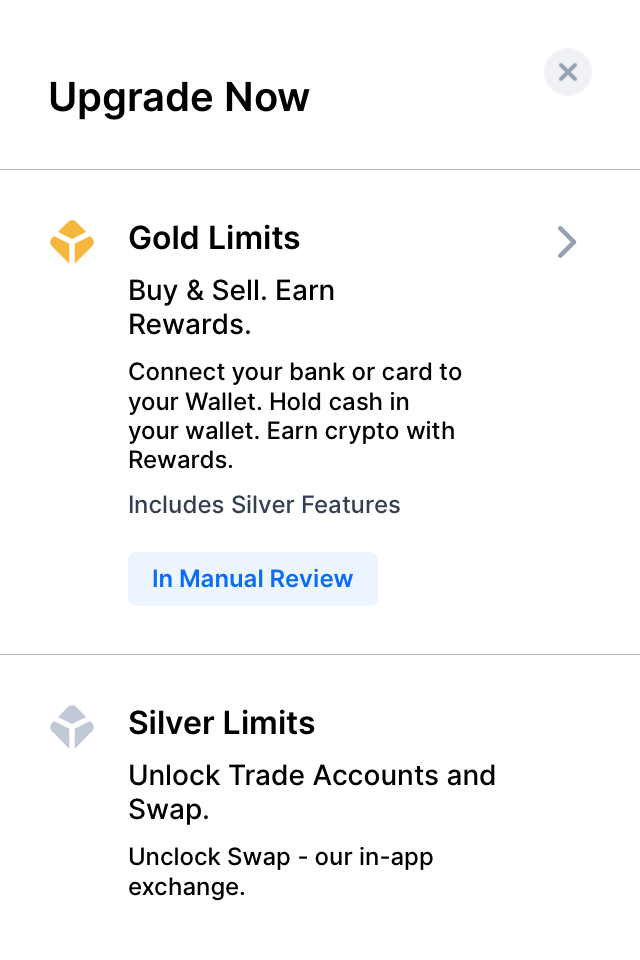 Upgrade Now
Gold Limits
Buy & Sell. Earn
Rewards.
Connect your bank or card to
your Wallet. Hold cash in
your wallet. Earn crypto with
Rewards.
Includes Silver Features
In Manual Review
Silver Limits
Unlock Trade Accounts and
Swap.
Unclock Swap - our in-app
exchange.